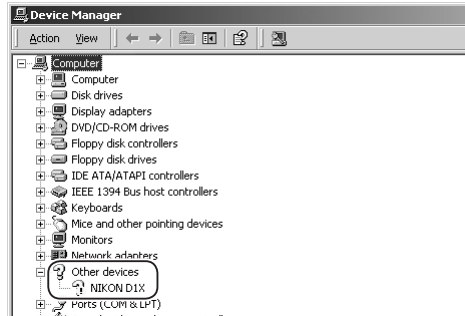 Device Manager
Action View
Computer
Computer
Disk drives
Display adapters
DVD/CD-ROM drives
Floppy disk controllers
Floppy disk drives
IDE ATA/ATAPI controllers
IEEE 1394 Bus host controllers
Keyboards
Mice and other pointing devices
Monitors
Network adapters
Other devices
NIKON D1X
Ports (COM & LPT)